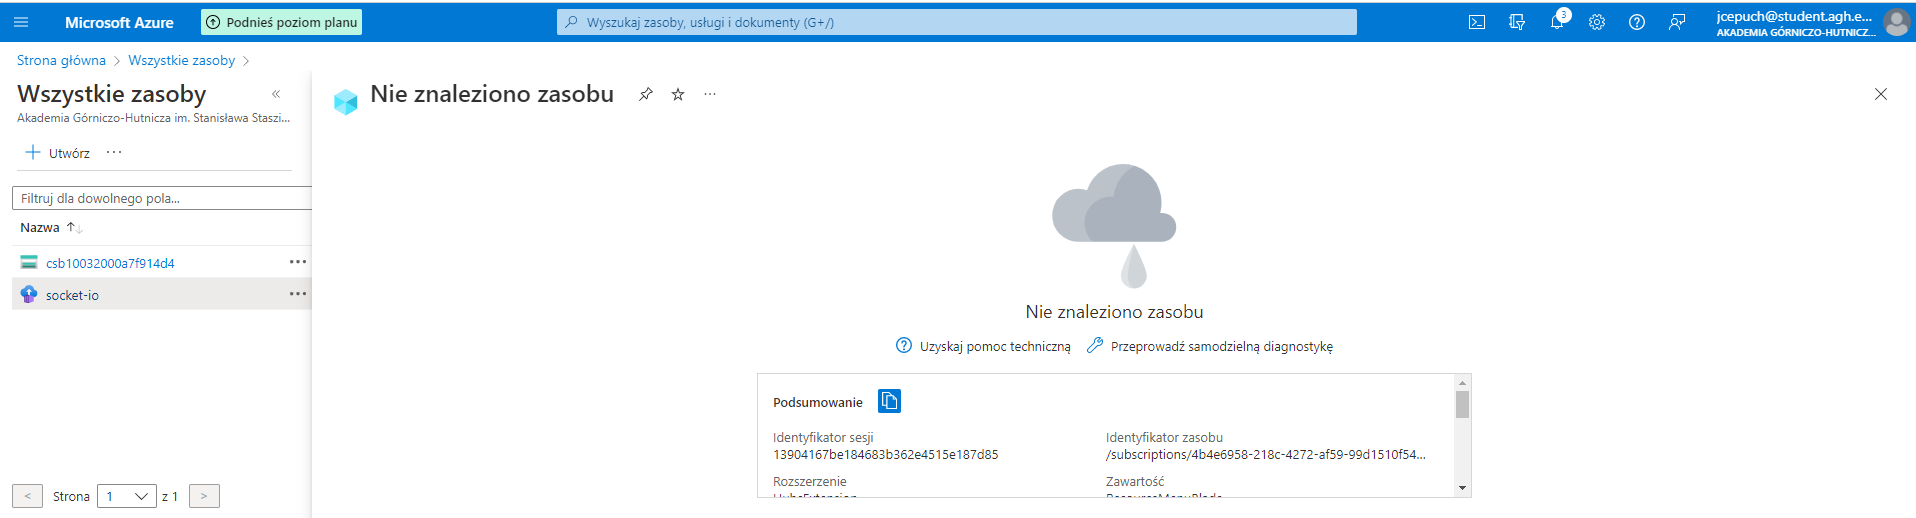 Microsoft Azure
Podnieś poziom planu
Wyszukaj zasoby, usługi i dokumenty (G+/)
3
jcepuch@student.agh.e...
AKADEMIA GÓRNICZO-HUTNICZ...
Strona główna > Wszystkie zasoby >
Wszystkie zasoby «
Akademia Górniczo-Hutnicza im. Stanisława Staszi...
+ Utwórz ...
Filtruj dla dowolnego pola...
Nazwa ↑↓
csb10032000a7f914d4 ...
socket-io ...
< Strona 1 z 1 >
Nie znaleziono zasobu ...
Nie znaleziono zasobu
Uzyskaj pomoc techniczną
Przeprowadź samodzielną diagnostykę
Podsumowanie
Identyfikator sesji
13904167be184683b362e4515e187d85
Identyfikator zasobu
/subscriptions/4b4e6958-218c-4272-af59-99d1510f54...
Rozszerzenie
HubsExtension
Zawartość
ResourceMenuBlade